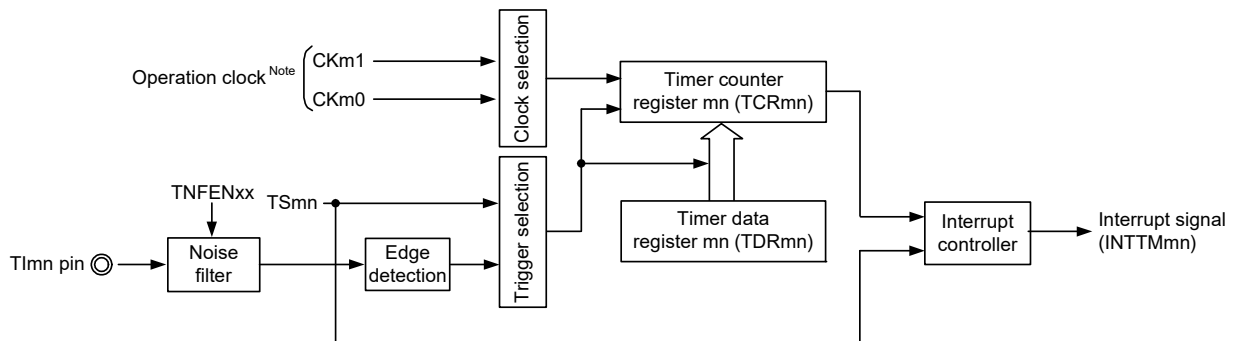 CKm1
Operation clock Note
CKm0
Clock selection
Timer counter
register mn (TCRmn)
TNFENxx
TSmn
Trigger selection
Timer data
register mn (TDRmn)
Interrupt
controller
Interrupt signal
(INTTMmn)
TImn pin
Noise
filter
Edge
detection